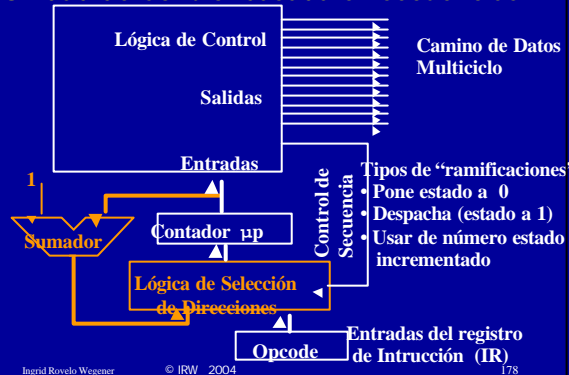 Lógica de Control
Camino de Datos
Multiciclo
Salidas
Entradas
Control de
Secuencia
Tipos de “ramificaciones”
• Pone estado a 0
• Despacha (estado a 1)
• Usar de número estado
incrementado
1
Sumador
Contador µp
Lógica de Selección
de Direcciones
Opcode
Entradas del registro
de Intrucción (IR)
Ingrid Rovelo Wegener
© IRW 2004
178